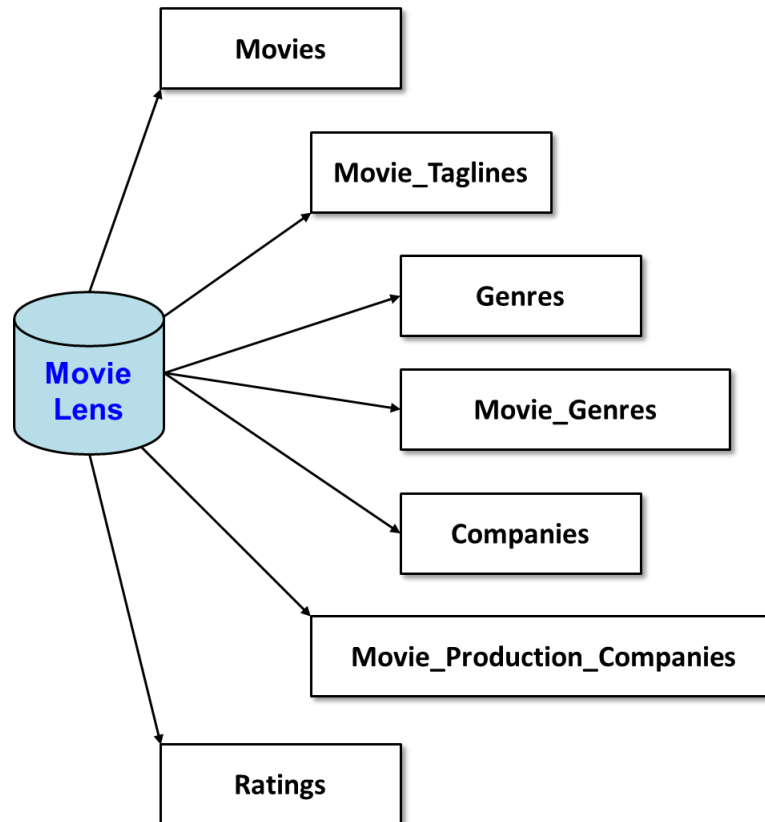 Movies
Movie_Taglines
Genres
Movie
Lens
Movie_Genres
Companies
Movie_Production_Companies
Ratings